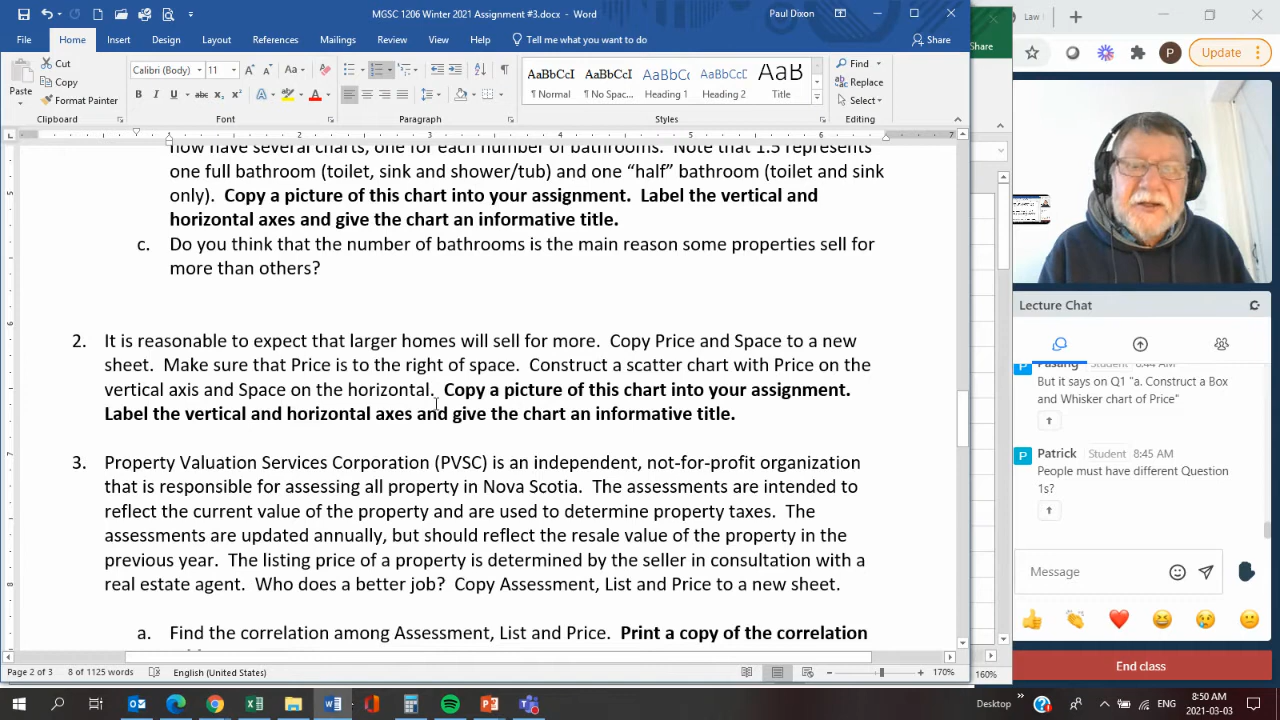 MGSC 1206 Winter 2021 Assignment #3.docx - Word
Paul Dixon
Law
File Home Insert Design Layout References Mailings Review View Help Tell me what you want to do Share
Share
P Update
Paste
Cut
Copy
Format Painter
Clipboard
Calibri (Body) 11
Font
Paragraph
AaBbCcI AaBbCcI AaBbCc AaBbCcI AaB
¶ Normal ¶ No Spac... Heading 1 Heading 2 Title
Styles
Find
Replace
Select
Editing
now have several charts, one for each number of bathrooms. Note that 1.5 represents
one full bathroom (toilet, sink and shower/tub) and one “half” bathroom (toilet and sink
only). Copy a picture of this chart into your assignment. Label the vertical and
horizontal axes and give the chart an informative title.
c. Do you think that the number of bathrooms is the main reason some properties sell for
more than others?
2. It is reasonable to expect that larger homes will sell for more. Copy Price and Space to a new
sheet. Make sure that Price is to the right of space. Construct a scatter chart with Price on the
vertical axis and Space on the horizontal. Copy a picture of this chart into your assignment.
Label the vertical and horizontal axes and give the chart an informative title.
3. Property Valuation Services Corporation (PVSC) is an independent, not-for-profit organization
that is responsible for assessing all property in Nova Scotia. The assessments are intended to
reflect the current value of the property and are used to determine property taxes. The
assessments are updated annually, but should reflect the resale value of the property in the
previous year. The listing price of a property is determined by the seller in consultation with a
real estate agent. Who does a better job? Copy Assessment, List and Price to a new sheet.
a. Find the correlation among Assessment, List and Price. Print a copy of the correlation
Page 2 of 3 8 of 1125 words English (United States) 170%
160%
Lecture Chat
Pasang Student 8:44 AM
But it says on Q1 "a. Construct a Box
and Whisker chart of Price"
P Patrick Student 8:45 AM
People must have different Question
1s?
Message
End class
Desktop
8:50 AM
2021-03-03